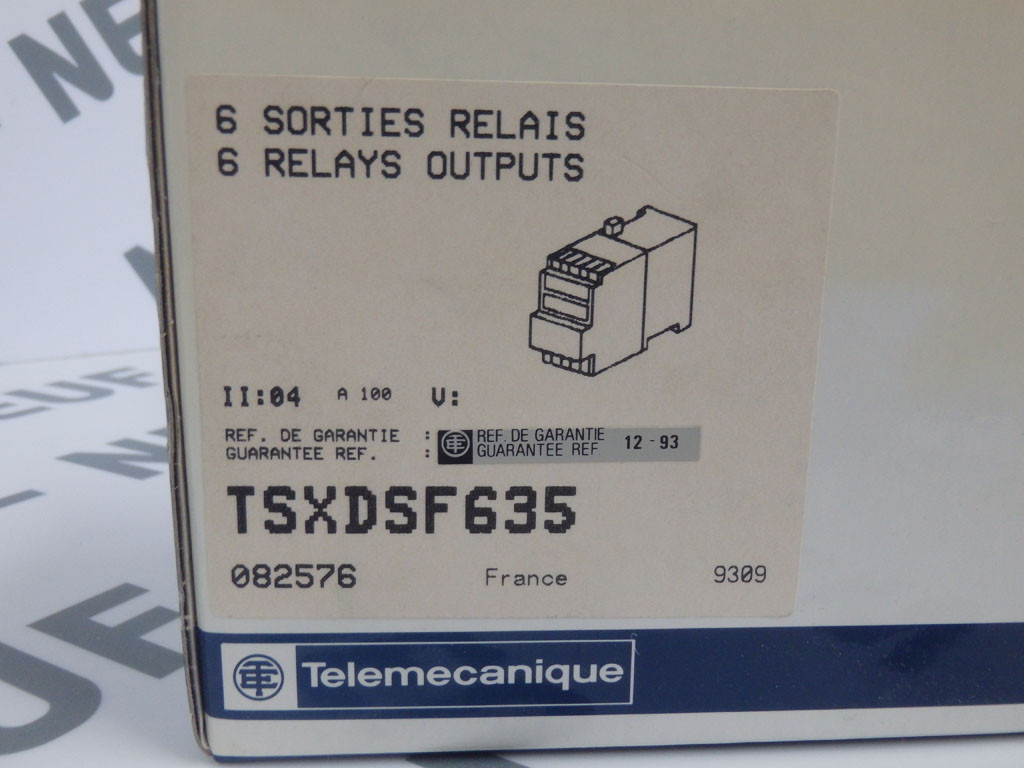 6 SORTIES RELAIS
6 RELAYS OUTPUTS
II:04 A 100 V:
REF. DE GARANTIE :
GUARANTEE REF. :
REF. DE GARANTIE
GUARANTEE REF. 12 - 93
TSXDSF635
082576 France 9309
Telemecanique